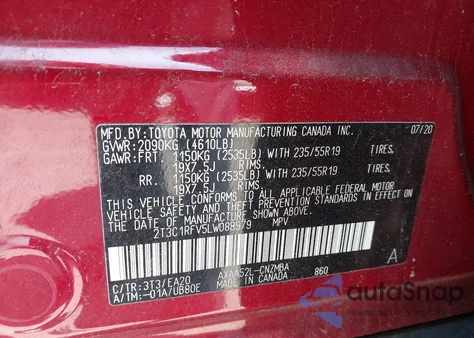 MFD.BY: TOYOTA MOTOR MANUFACTURING CANADA INC. 07/20
GVWR: 2090KG (4610LB)
GAWR: FRT. 1150KG (2535LB) WITH 235/55R19 TIRES,
19X7.5J RIMS.
RR. 1150KG (2535LB) WITH 235/55R19 TIRES,
19X7.5J RIMS.
THIS VEHICLE CONFORMS TO ALL APPLICABLE FEDERAL MOTOR
VEHICLE SAFETY STANDARDS IN EFFECT ON
THE DATE OF MANUFACTURE SHOWN ABOVE.
2T3C1RFV5LW088979 MPV
A
AXAA52L-CNZMBA 860
C/TR: 3T3/EA20 MADE IN CANADA
A/TM: -01A/UB80E
autoSnap
www.autosnap.com